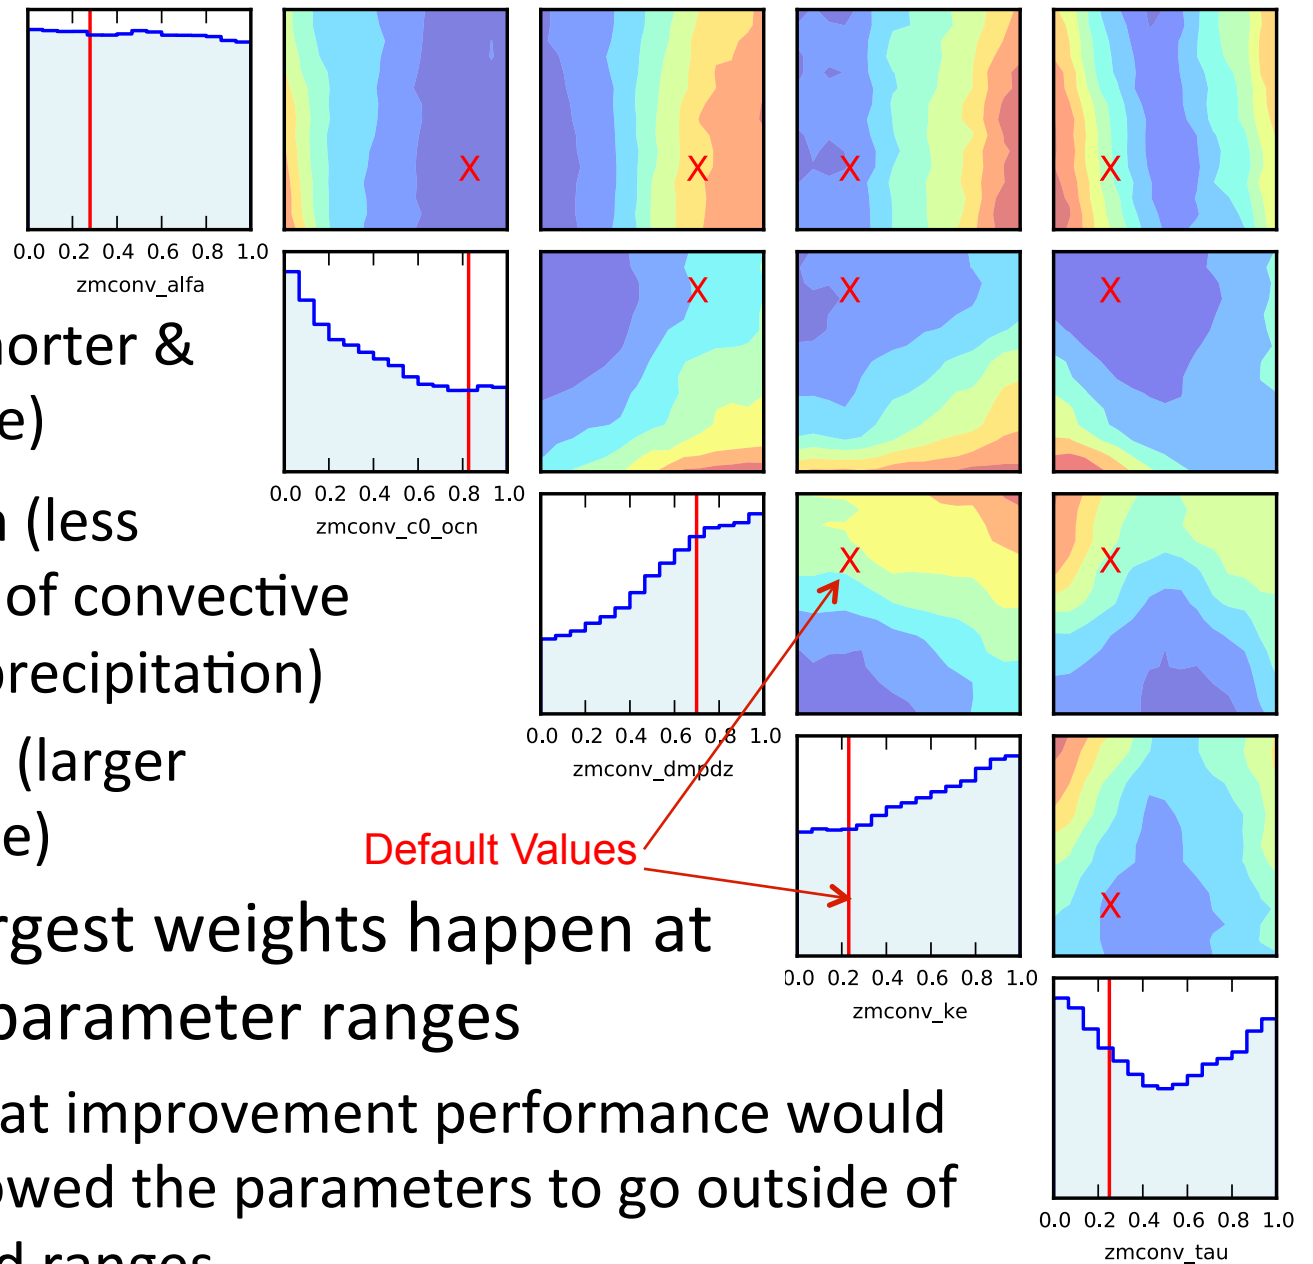 0.0 0.2 0.4 0.6 0.8 1.0
zmconv_alfa
X
X
X
X
0.0 0.2 0.4 0.6 0.8 1.0
zmconv_c0_ocn
X
X
X
0.0 0.2 0.4 0.6 0.8 1.0
zmconv_dmpdz
X
X
0.0 0.2 0.4 0.6 0.8 1.0
zmconv_ke
X
0.0 0.2 0.4 0.6 0.8 1.0
zmconv_tau
Default Values
orter &
e)
(less
of convective
precipitation)
(larger
e)
rgest weights happen at
parameter ranges
at improvement performance would
owed the parameters to go outside of
ranges